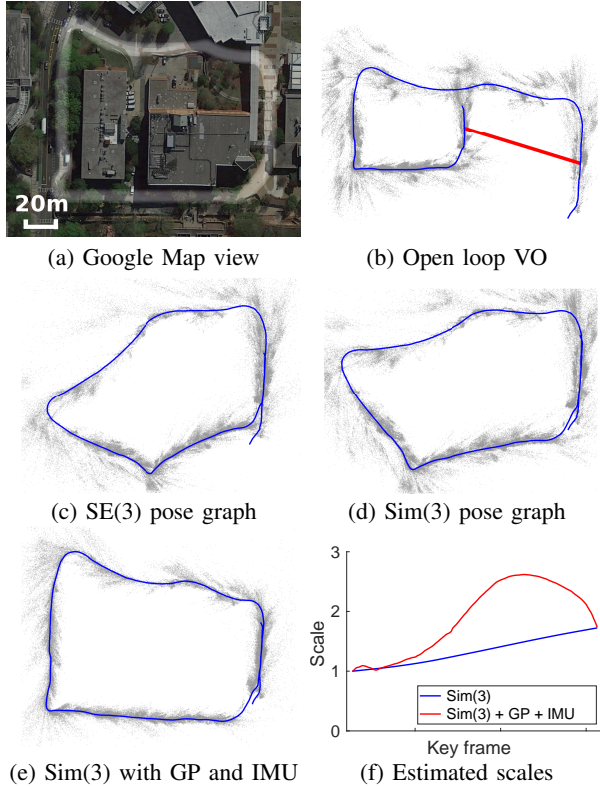 20m
(a) Google Map view
(b) Open loop VO
(c) SE(3) pose graph
(d) Sim(3) pose graph
3
2
1
0
Scale
Sim(3)
Sim(3) + GP + IMU
Key frame
(e) Sim(3) with GP and IMU
(f) Estimated scales